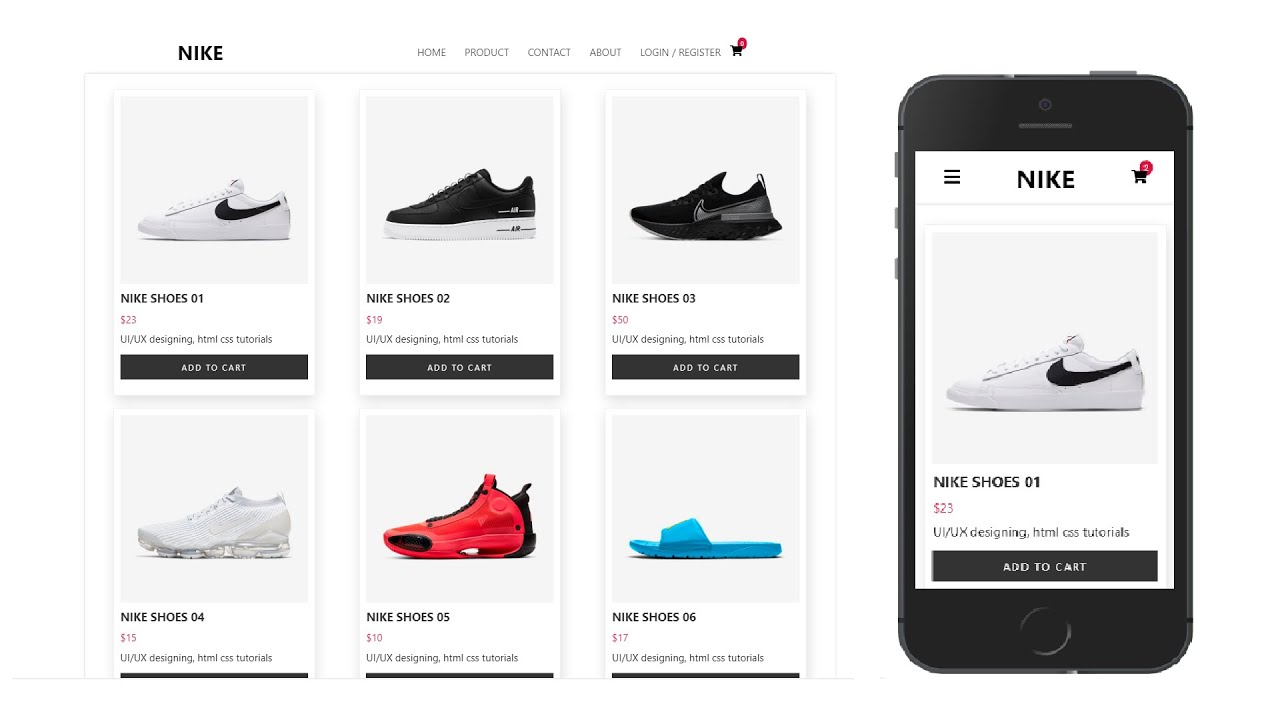 NIKE
HOME PRODUCT CONTACT ABOUT LOGIN / REGISTER
NIKE SHOES 01
$23
UI/UX designing, html css tutorials
ADD TO CART
AIR
AIR
NIKE SHOES 02
$19
UI/UX designing, html css tutorials
ADD TO CART
NIKE SHOES 03
$50
UI/UX designing, html css tutorials
ADD TO CART
NIKE SHOES 04
$15
UI/UX designing, html css tutorials
NIKE SHOES 05
$10
UI/UX designing, html css tutorials
NIKE SHOES 06
$17
UI/UX designing, html css tutorials
NIKE
2
NIKE SHOES 01
$23
UI/UX designing, html css tutorials
ADD TO CART